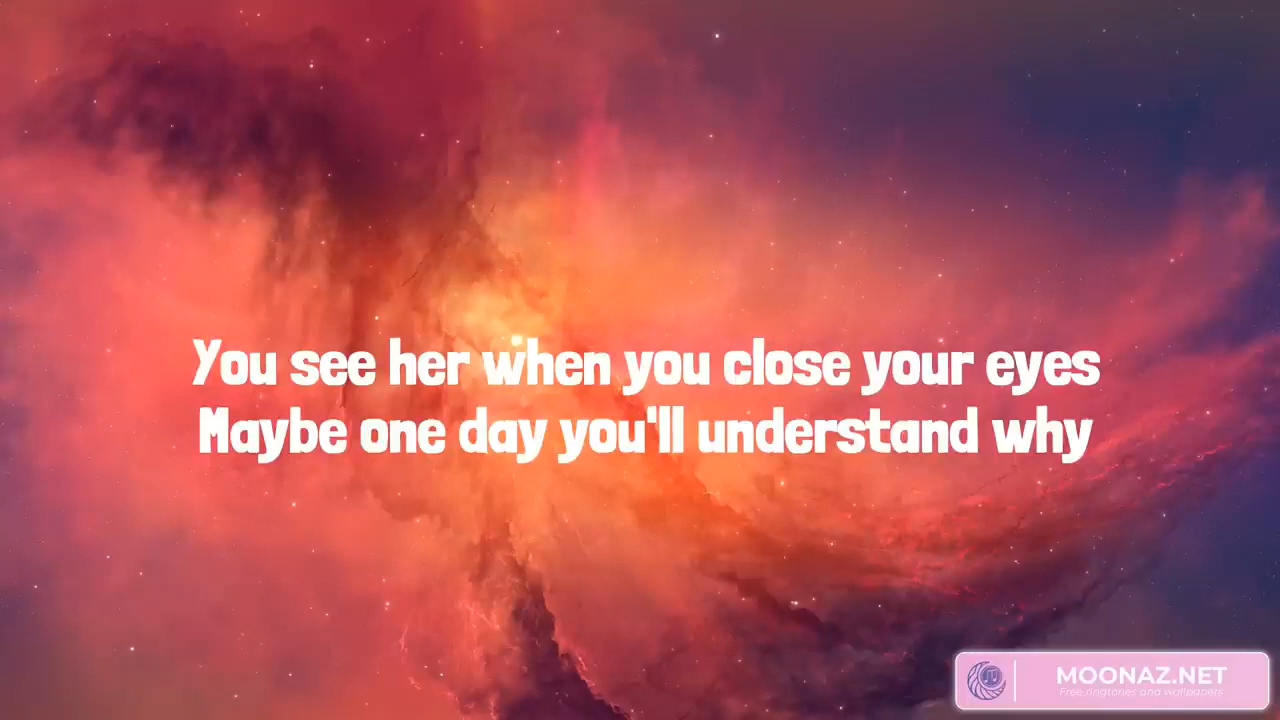 You see her when you close your eyes
Maybe one day you'll understand why
MOONAZ.NET
Free ringtones and wallpapers